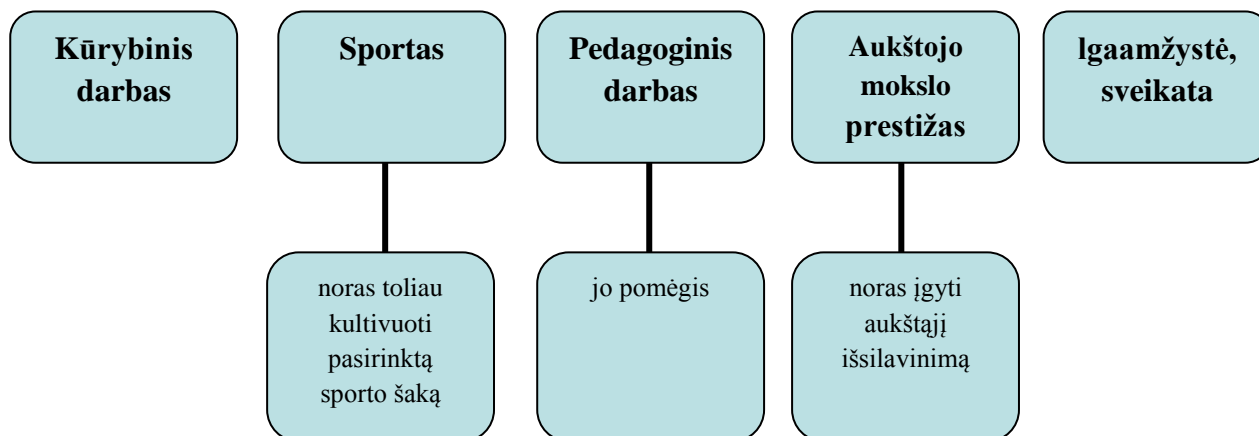 Kūrybinis
darbas
Sportas
Pedagoginis
darbas
Aukštojo
mokslo
prestižas
lgaamžystė,
sveikata
noras toliau
kultivuoti
pasirinktą
sporto šaką
jo pomėgis
noras įgyti
aukštąjį
išsilavinimą